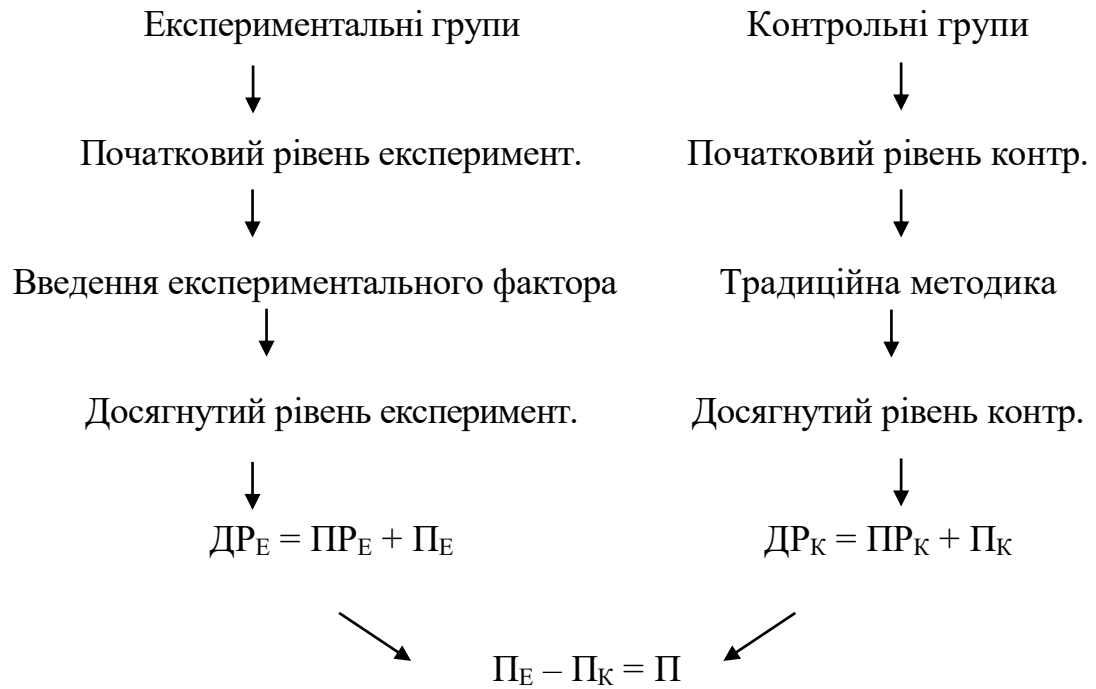 Експериментальні групи Контрольні групи
Початковий рівень експеримент. Початковий рівень контр.
Введення експериментального фактора Традиційна методика
Досягнутий рівень експеримент. Досягнутий рівень контр.
ДРЕ = ПРЕ + ПЕ ДРК = ПРК + ПК
ПЕ – ПК = П